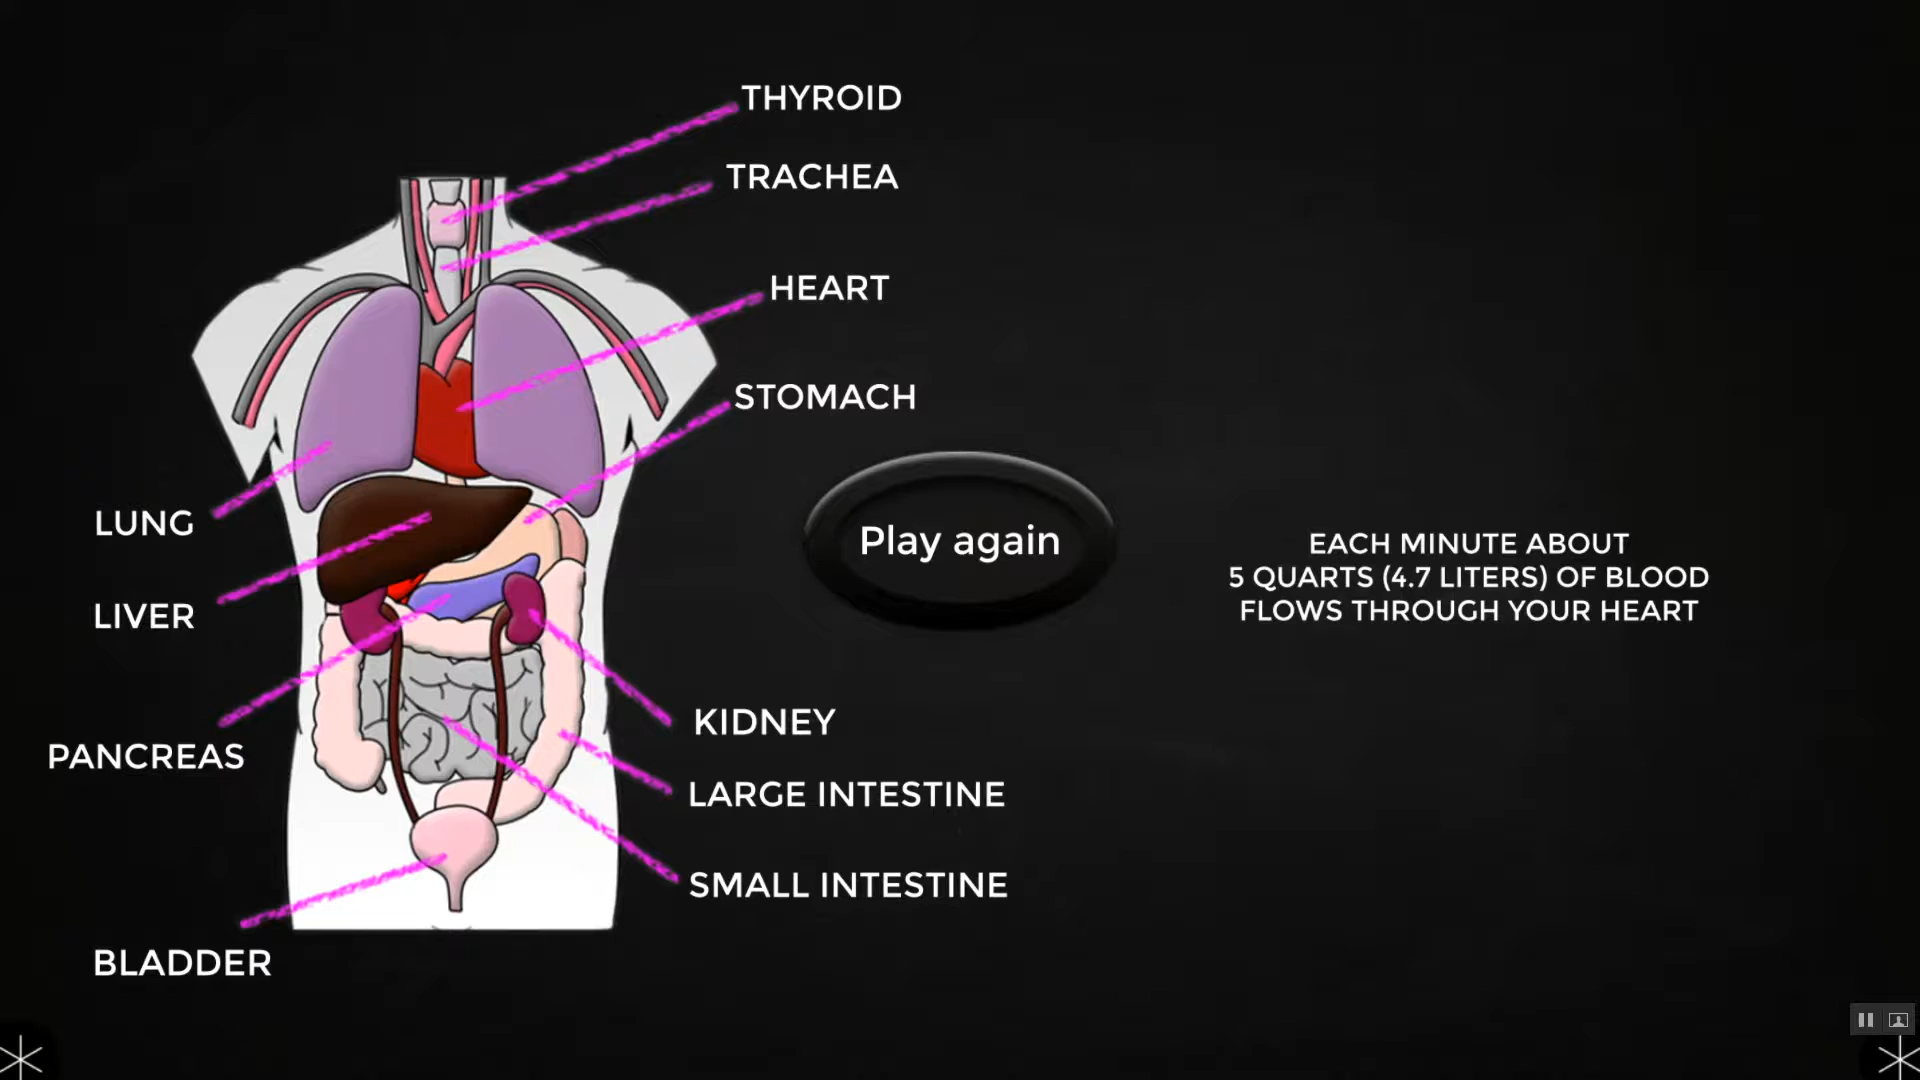 THYROID
TRACHEA
HEART
STOMACH
LUNG
LIVER
PANCREAS
BLADDER
KIDNEY
LARGE INTESTINE
SMALL INTESTINE
Play again
EACH MINUTE ABOUT
5 QUARTS (4.7 LITERS) OF BLOOD
FLOWS THROUGH YOUR HEART